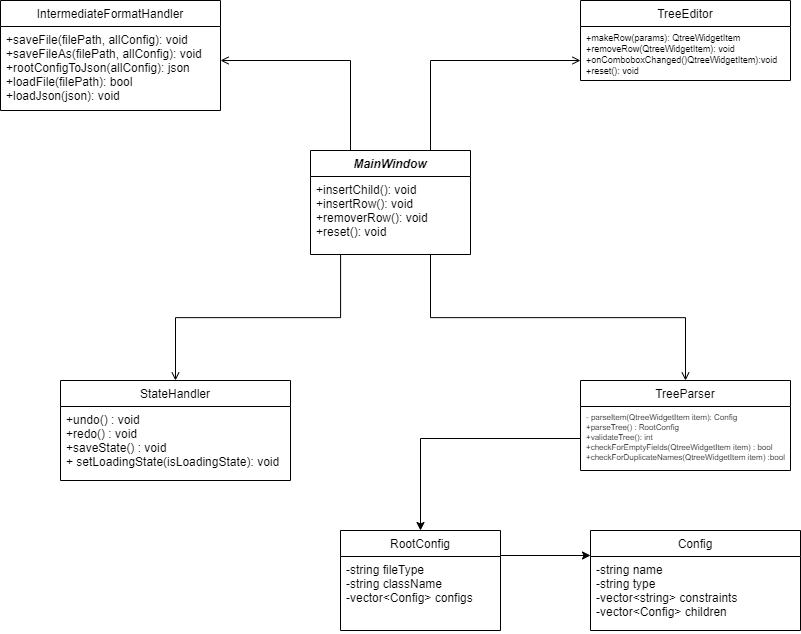 IntermediateFormatHandler
+saveFile(filePath, allConfig): void
+saveFileAs(filePath, allConfig): void
+rootConfigToJson(allConfig): json
+loadFile(filePath): bool
+loadJson(json): void
TreeEditor
+makeRow(params): QtreeWidgetItem
+removeRow(QtreeWidgetItem): void
+onComboboxChanged()QtreeWidgetItem):void
+reset(): void
MainWindow
+insertChild(): void
+insertRow(): void
+removerRow(): void
+reset(): void
StateHandler
+undo() : void
+redo() : void
+saveState() : void
+ setLoadingState(isLoadingState): void
TreeParser
- parseItem(QtreeWidgetItem item): Config
+parseTree() : RootConfig
+validateTree(): int
+checkForEmptyFields(QtreeWidgetItem item) : bool
+checkForDuplicateNames(QtreeWidgetItem item) :bool
RootConfig
-string fileType
-string className
-vector<Config> configs
Config
-string name
-string type
-vector<string> constraints
-vector<Config> children